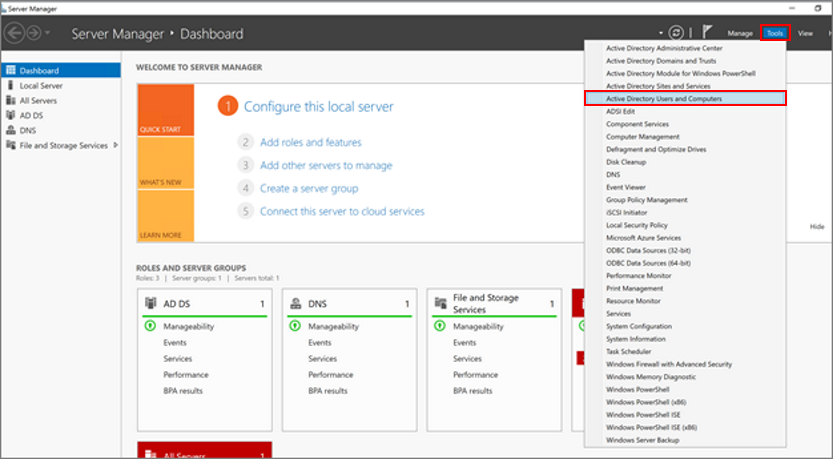 Server Manager
Server Manager ‣ Dashboard
Manage Tools View
Dashboard
Local Server
All Servers
AD DS
DNS
File and Storage Services
WELCOME TO SERVER MANAGER
QUICK START
WHAT'S NEW
LEARN MORE
1 Configure this local server
2 Add roles and features
3 Add other servers to manage
4 Create a server group
5 Connect this server to cloud services
Hide
ROLES AND SERVER GROUPS
Roles: 3 | Server groups: 1 | Servers total: 1
AD DS 1
Manageability
Events
Services
Performance
BPA results
DNS 1
Manageability
Events
Services
Performance
BPA results
File and Storage
Services 1
Manageability
Events
Services
Performance
BPA results
All Servers 1
Active Directory Administrative Center
Active Directory Domains and Trusts
Active Directory Module for Windows PowerShell
Active Directory Sites and Services
Active Directory Users and Computers
ADSI Edit
Component Services
Computer Management
Defragment and Optimize Drives
Disk Cleanup
DNS
Event Viewer
Group Policy Management
iSCSI Initiator
Local Security Policy
Microsoft Azure Services
ODBC Data Sources (32-bit)
ODBC Data Sources (64-bit)
Performance Monitor
Print Management
Resource Monitor
Services
System Configuration
System Information
Task Scheduler
Windows Firewall with Advanced Security
Windows Memory Diagnostic
Windows PowerShell
Windows PowerShell (x86)
Windows PowerShell ISE
Windows PowerShell ISE (x86)
Windows Server Backup